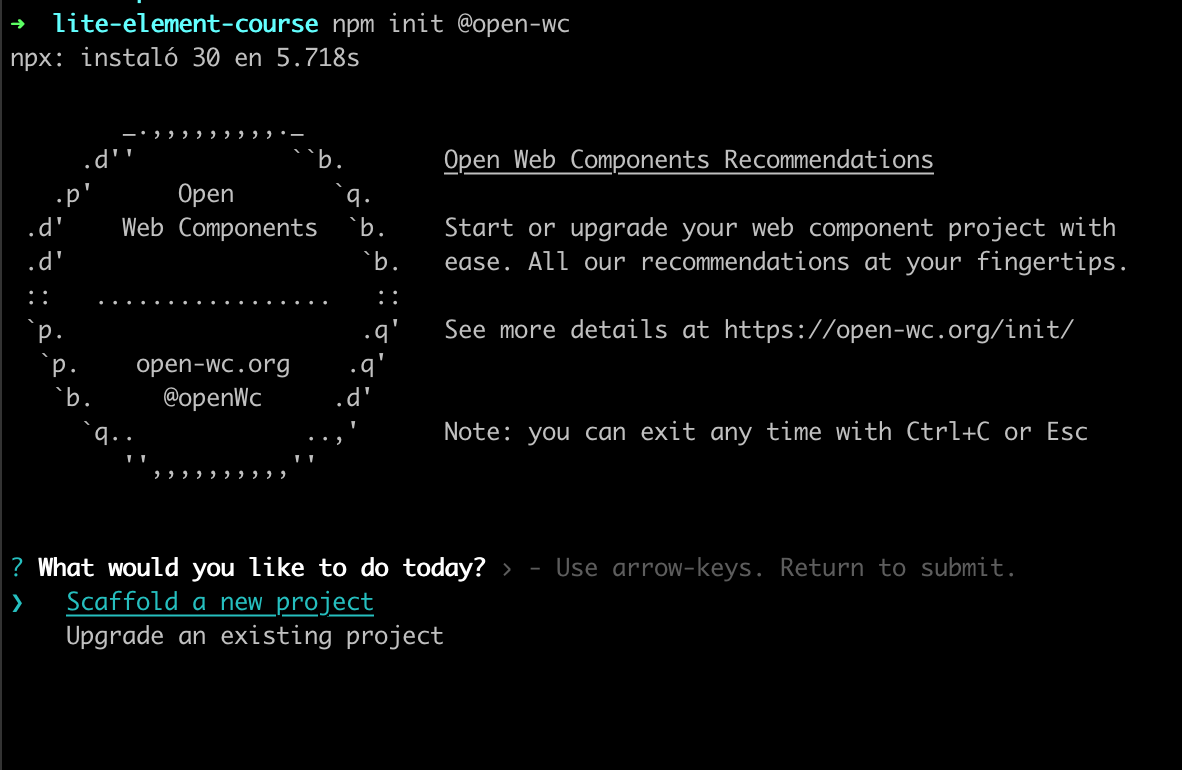 ➜  lite-element-course npm init @open-wc
npx: instaló 30 en 5.718s
        _.,,,,,,,,,._
     .d''           ``b.       Open Web Components Recommendations
   .p'      Open       `q.
 .d'    Web Components  `b.    Start or upgrade your web component project with
 .d'                     `b.   ease. All our recommendations at your fingertips.
 ::   .................   ::
 `p.                     .q'   See more details at https://open-wc.org/init/
  `p.    open-wc.org    .q'
   `b.     @openWc     .d'
     `q..            ..,'      Note: you can exit any time with Ctrl+C or Esc
        '',,,,,,,,,,''
? What would you like to do today? › - Use arrow-keys. Return to submit.
❯   Scaffold a new project
    Upgrade an existing project